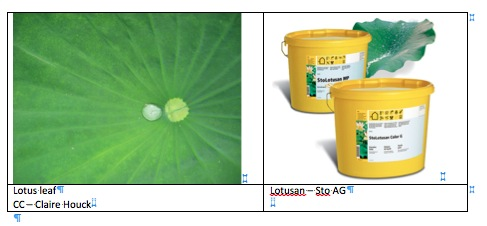 StoLotusan MP
StoLotusan Color G
Lotus leaf¶
CC – Claire Houck
Lotusan – Sto AG¶
¶